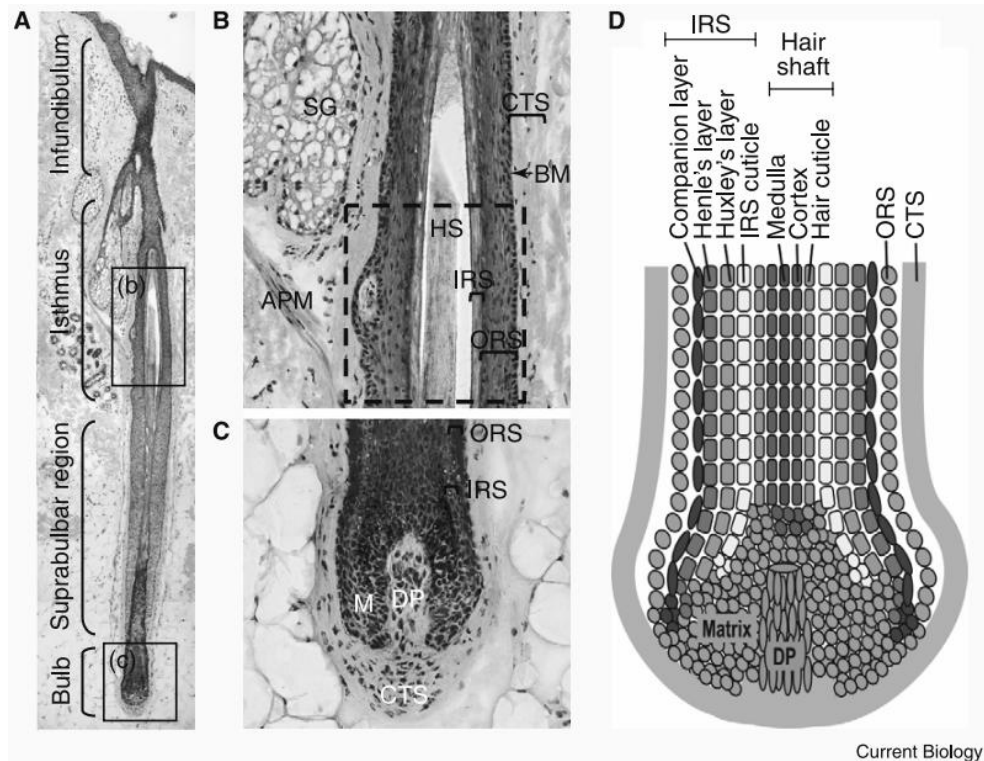 A
Infundibulum
Isthmus
(b)
Suprabulbar region
Bulb
(c)
B
SG
CTS
BM
HS
IRS
APM
ORS
C
ORS
IRS
M
DP
CTS
D
IRS
Hair
shaft
Companion layer
Henle's layer
Huxley's layer
IRS cuticle
Medulla
Cortex
Hair cuticle
ORS
CTS
Matrix
DP
Current Biology